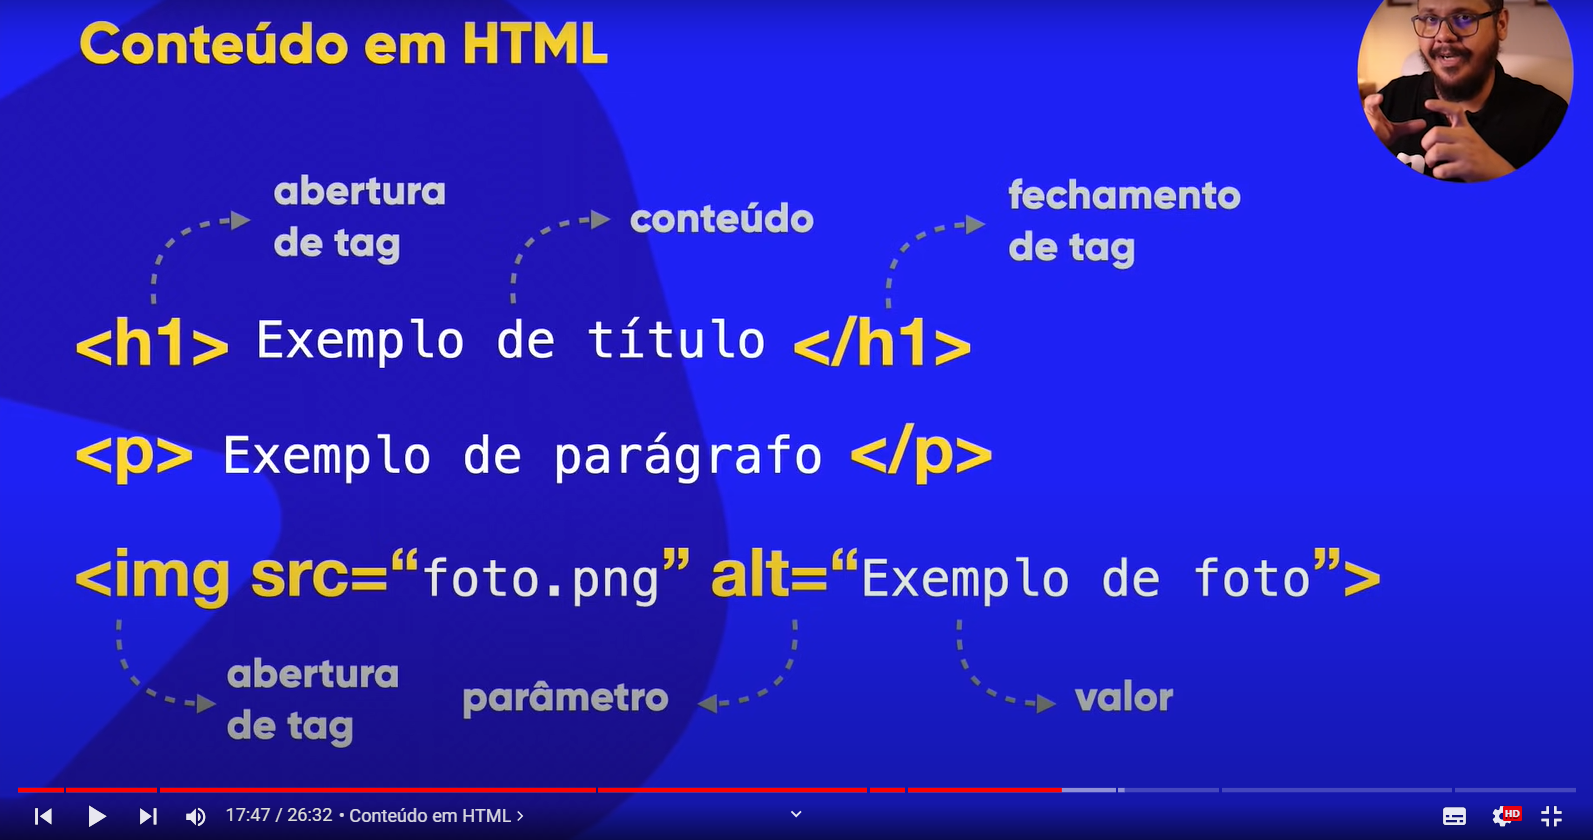 Conteúdo em HTML
abertura
de tag
conteúdo
fechamento
de tag
<h1> Exemplo de título </h1>
<p> Exemplo de parágrafo </p>
<img src=“foto.png” alt=“Exemplo de foto”>
abertura
de tag
parâmetro
valor
17:47 / 26:32 • Conteúdo em HTML >
HD